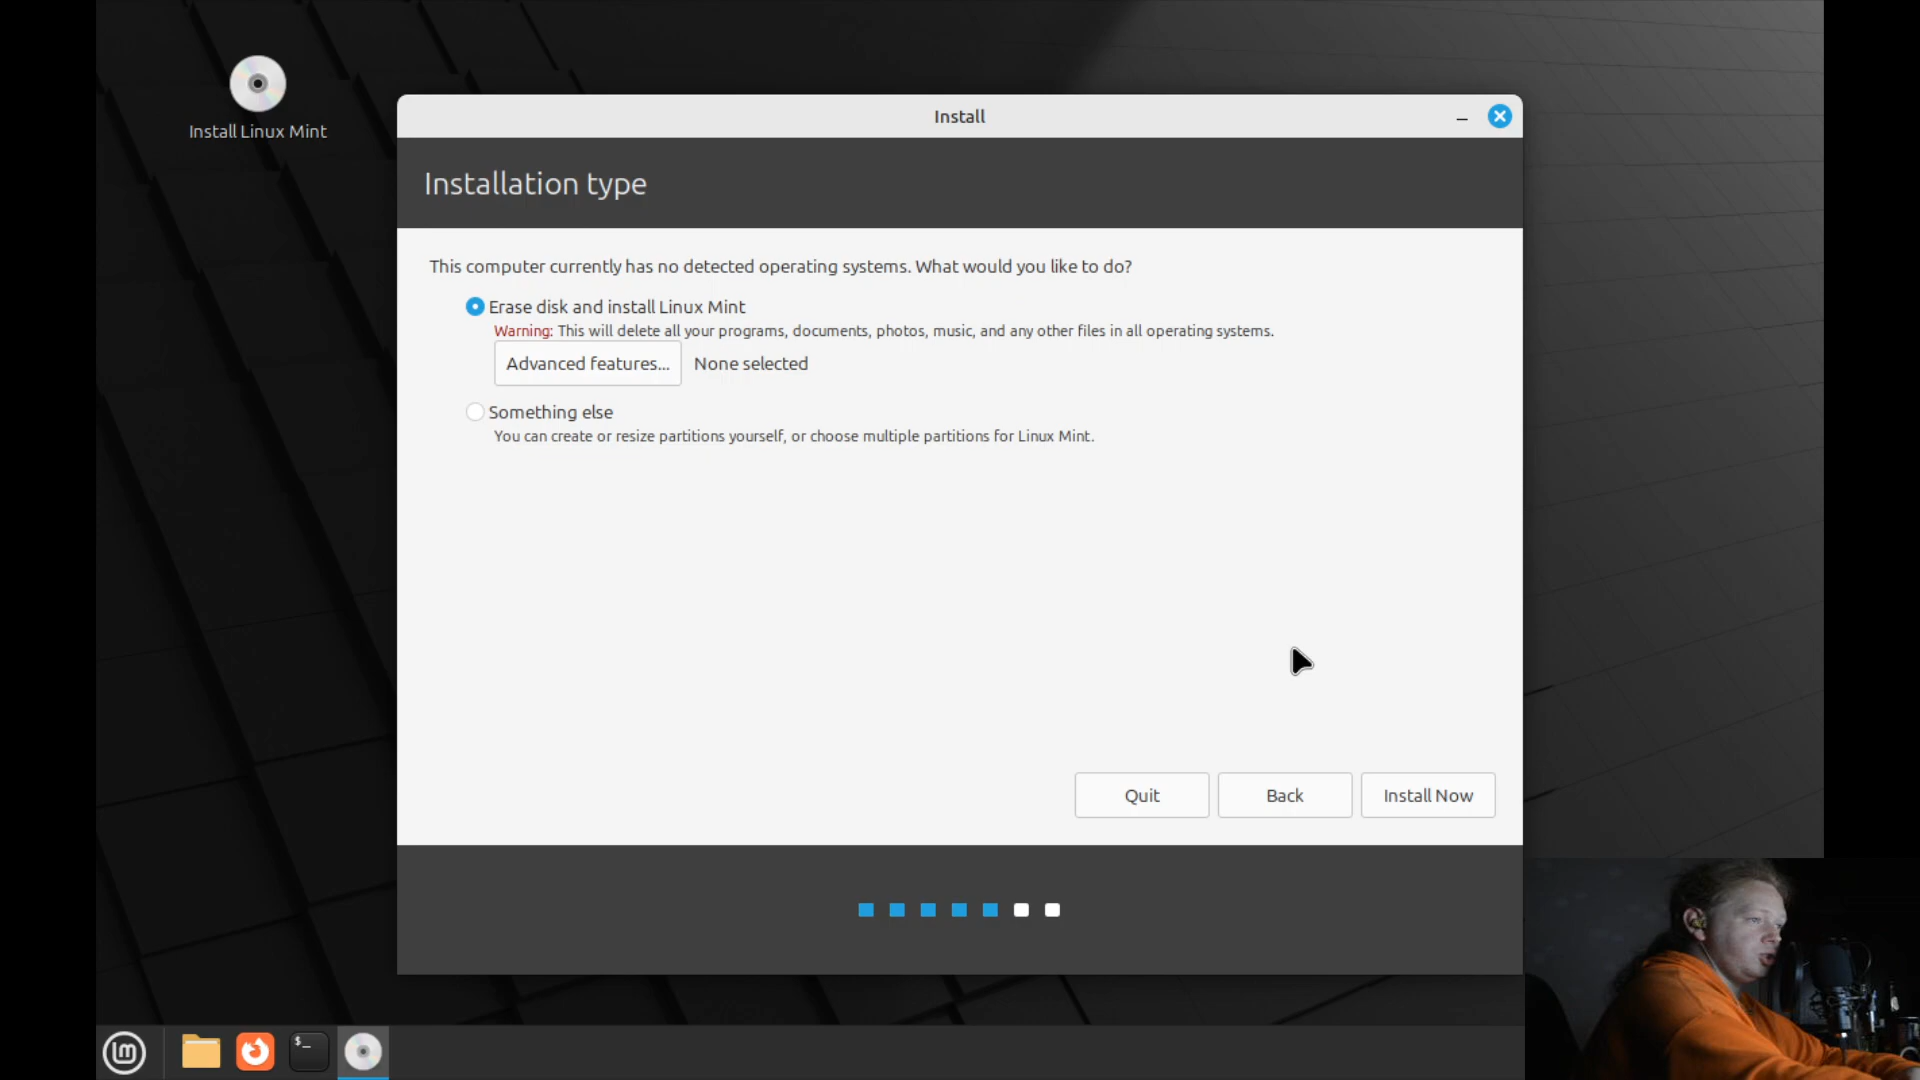 Install Linux Mint
Install
Installation type
This computer currently has no detected operating systems. What would you like to do?
Erase disk and install Linux Mint
Warning: This will delete all your programs, documents, photos, music, and any other files in all operating systems.
Advanced features... None selected
Something else
You can create or resize partitions yourself, or choose multiple partitions for Linux Mint.
Quit Back Install Now
$_